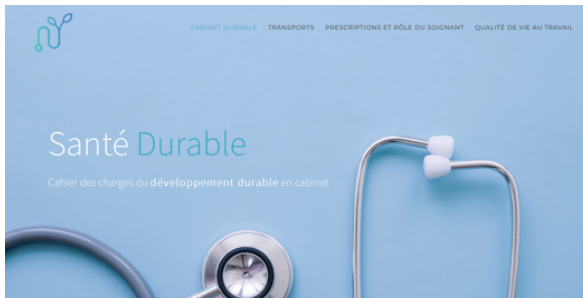 CABINET DURABLE TRANSPORTS PRESCRIPTIONS ET RÔLE DU SOIGNANT QUALITÉ DE VIE AU TRAVAIL
Santé Durable
Cahier des charges du développement durable en cabinet